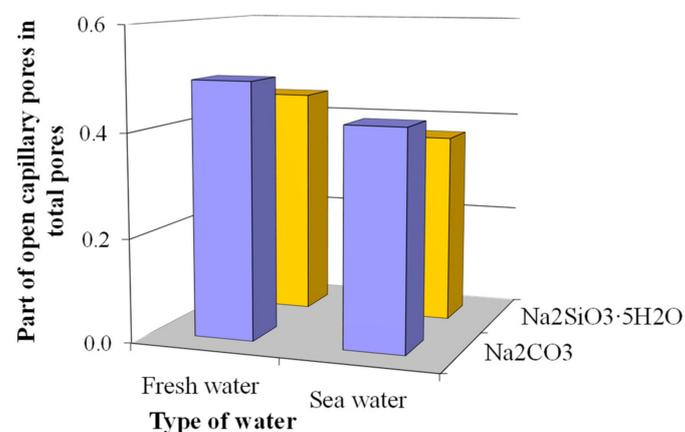 Part of open capillary pores in
total pores
0.6
0.4
0.2
0.0
Fresh water
Sea water
Type of water
Na2SiO3·5H2O
Na2CO3